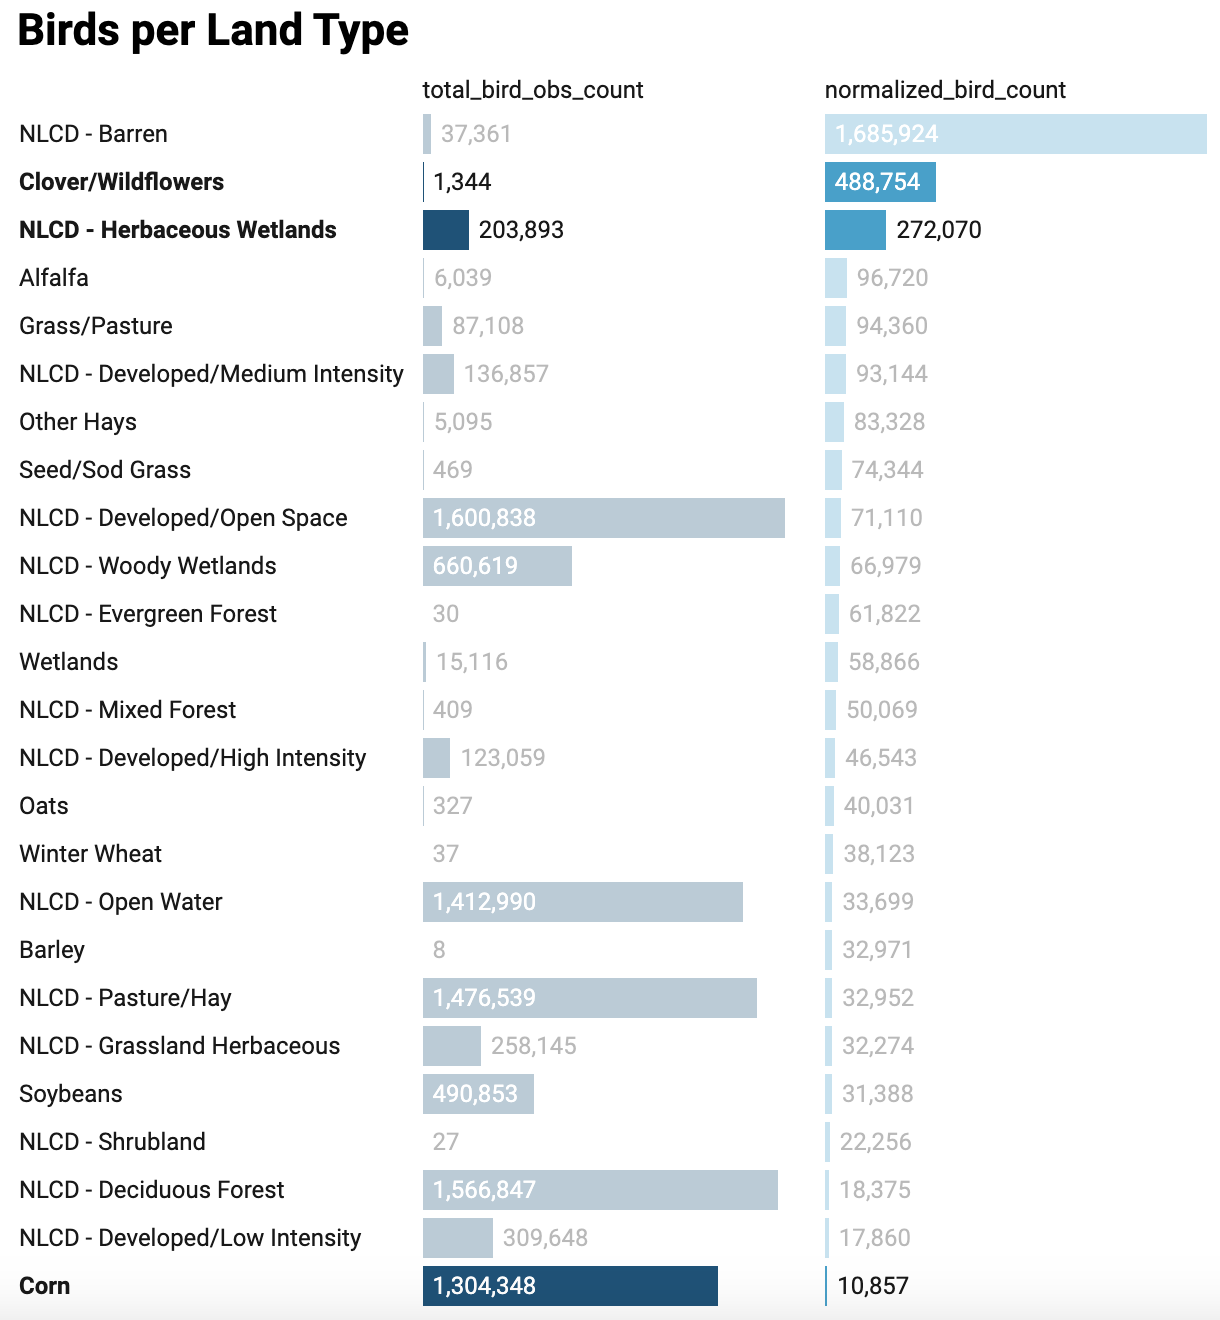 Birds per Land Type
total_bird_obs_count normalized_bird_count
NLCD - Barren 37,361 1,685,924
Clover/Wildflowers 1,344 488,754
NLCD - Herbaceous Wetlands 203,893 272,070
Alfalfa 6,039 96,720
Grass/Pasture 87,108 94,360
NLCD - Developed/Medium Intensity 136,857 93,144
Other Hays 5,095 83,328
Seed/Sod Grass 469 74,344
NLCD - Developed/Open Space 1,600,838 71,110
NLCD - Woody Wetlands 660,619 66,979
NLCD - Evergreen Forest 30 61,822
Wetlands 15,116 58,866
NLCD - Mixed Forest 409 50,069
NLCD - Developed/High Intensity 123,059 46,543
Oats 327 40,031
Winter Wheat 37 38,123
NLCD - Open Water 1,412,990 33,699
Barley 8 32,971
NLCD - Pasture/Hay 1,476,539 32,952
NLCD - Grassland Herbaceous 258,145 32,274
Soybeans 490,853 31,388
NLCD - Shrubland 27 22,256
NLCD - Deciduous Forest 1,566,847 18,375
NLCD - Developed/Low Intensity 309,648 17,860
Corn 1,304,348 10,857